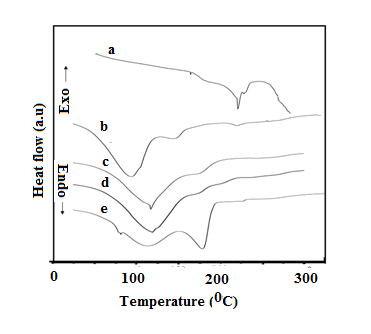 a
Exo
b
c
d
e
Endo
Heat flow (a.u)
0 100 200 300
Temperature (⁰C)